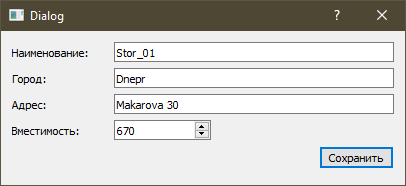 Dialog
Наименование: Stor_01
Город: Dnepr
Адрес: Makarova 30
Вместимость: 670
Сохранить